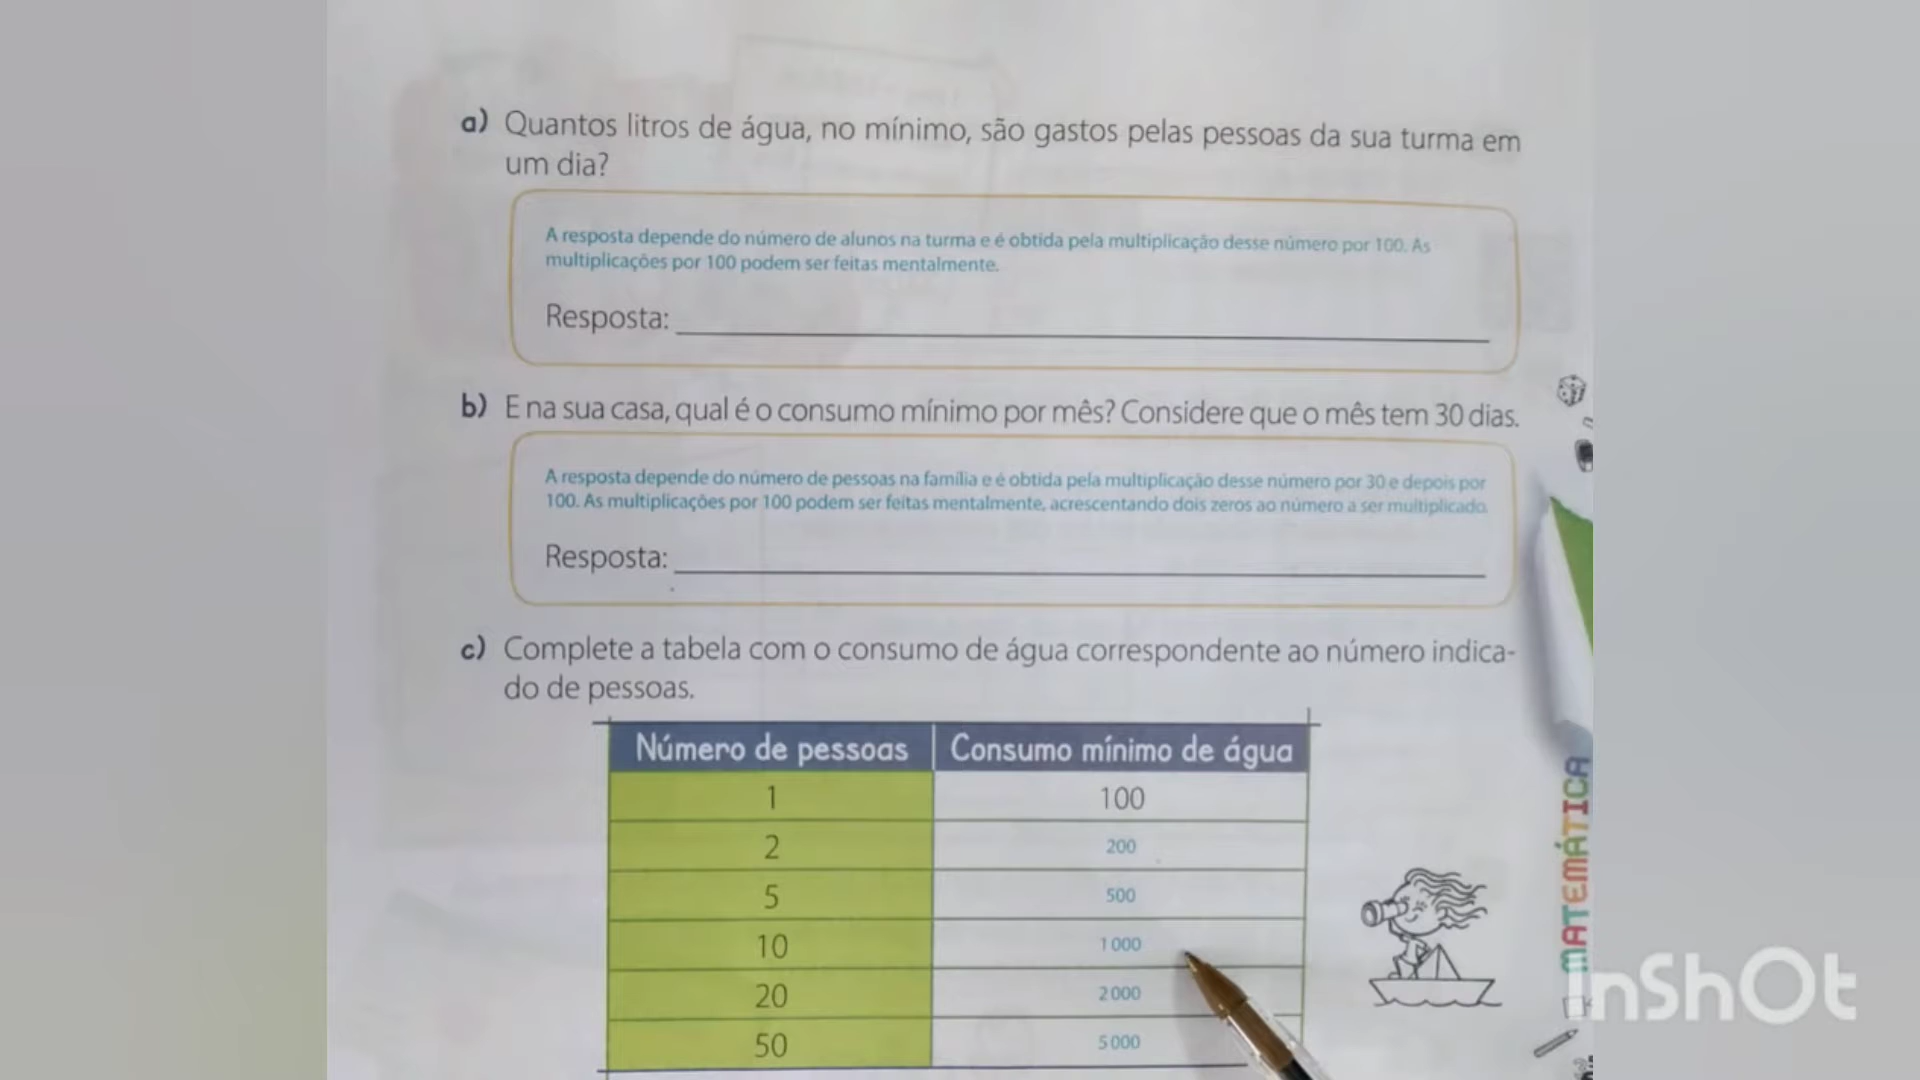 a) Quantos litros de água, no mínimo, são gastos pelas pessoas da sua turma em
um dia?
A resposta depende do número de alunos na turma e é obtida pela multiplicação desse número por 100. As
multiplicações por 100 podem ser feitas mentalmente.
Resposta:
b) E na sua casa, qual é o consumo mínimo por mês? Considere que o mês tem 30 dias.
A resposta depende do número de pessoas na família e é obtida pela multiplicação desse número por 30 e depois por
100. As multiplicações por 100 podem ser feitas mentalmente, acrescentando dois zeros ao número a ser multiplicado.
Resposta:
c) Complete a tabela com o consumo de água correspondente ao número indica-
do de pessoas.
Número de pessoas Consumo mínimo de água
1 100
2 200
5 500
10 1 000
20 2 000
50 5 000
MATEMÁTICA
InShOt